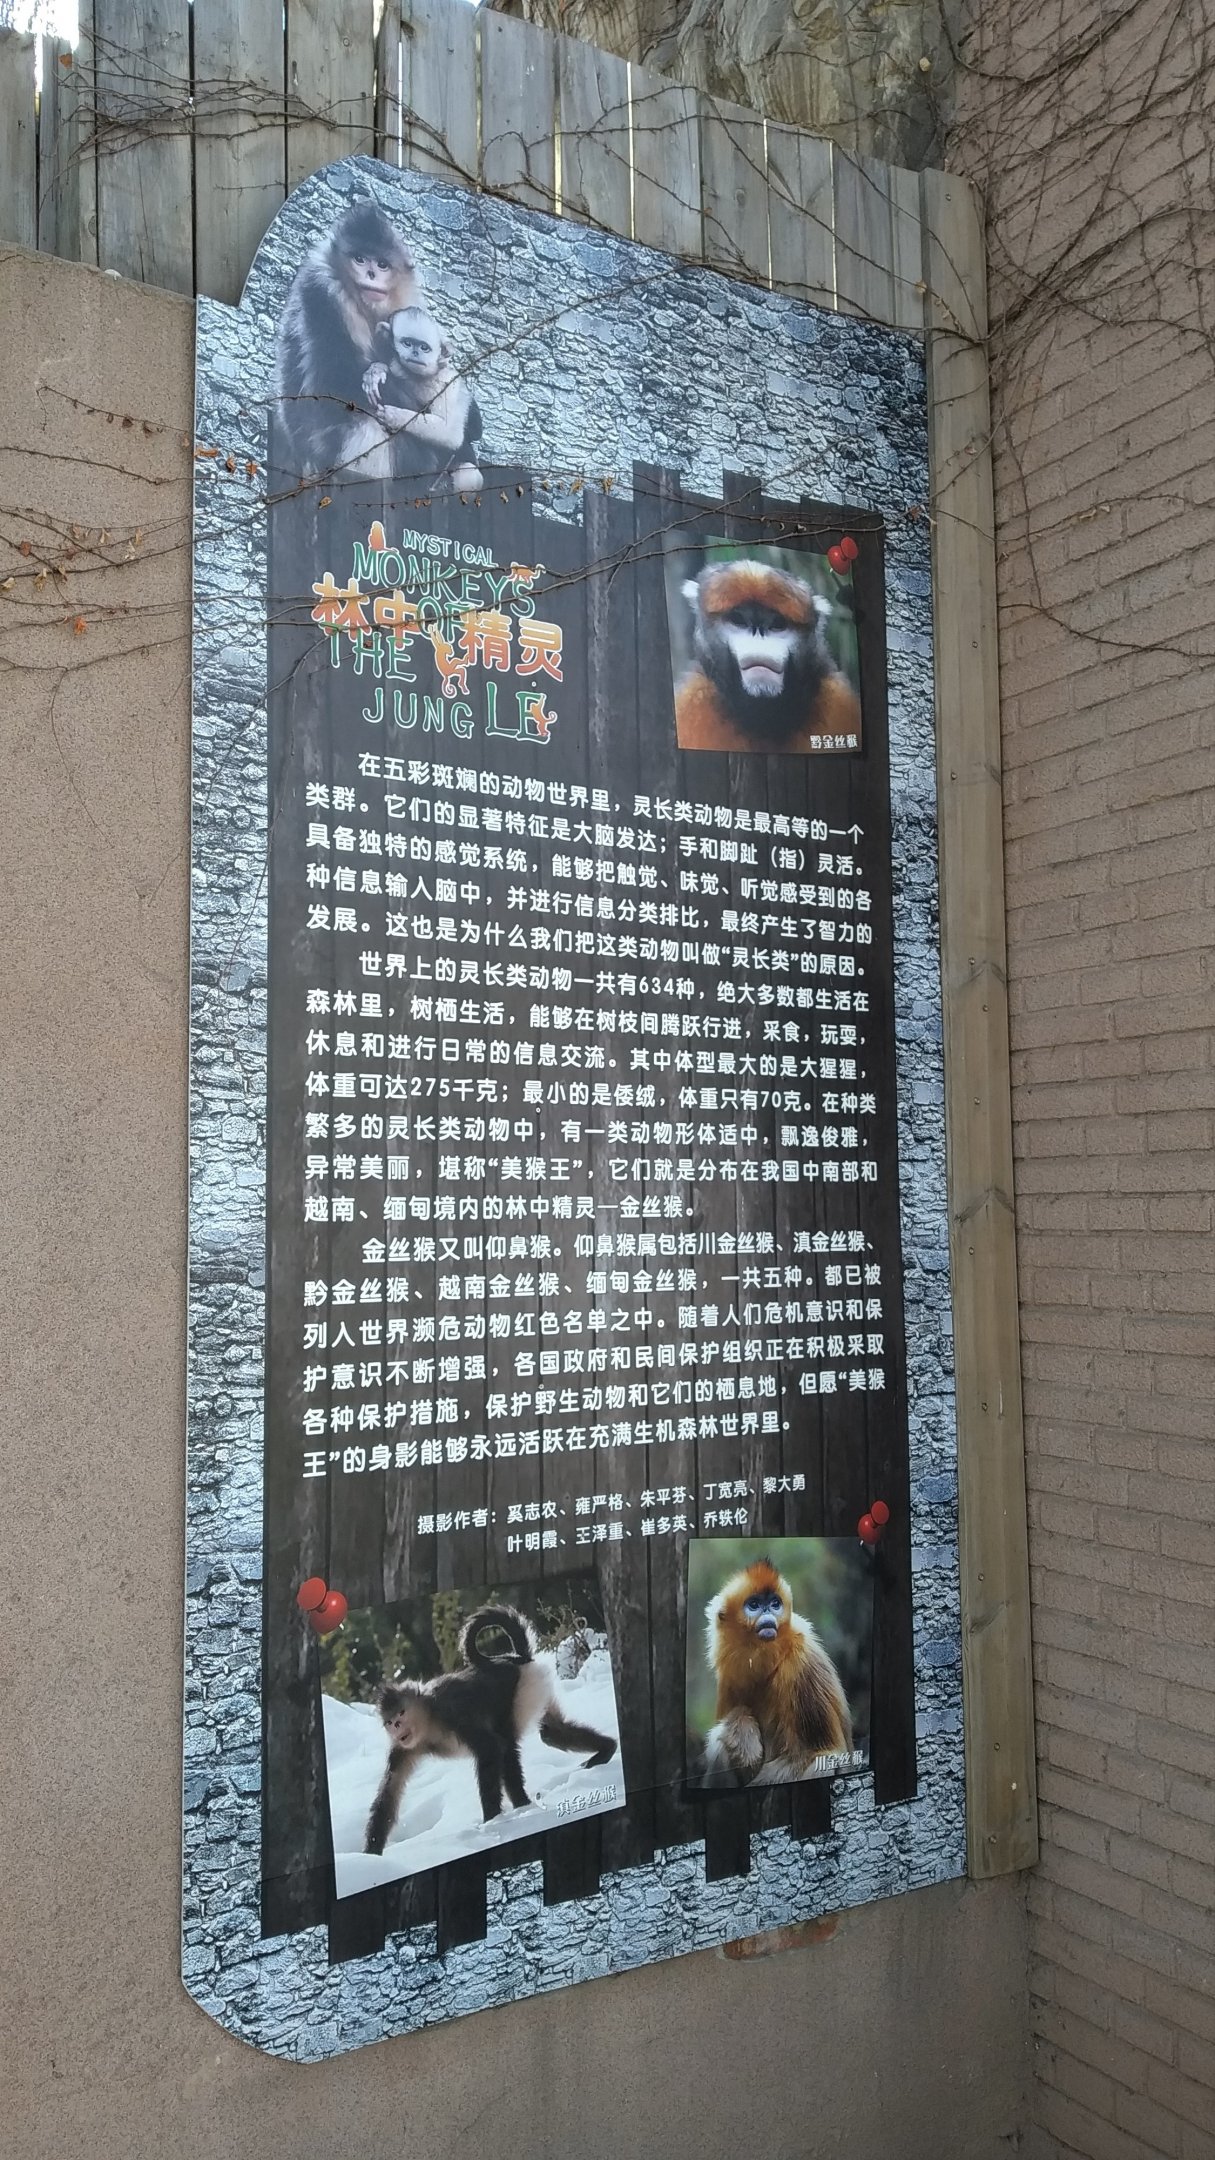 MYSTICAL
MONKEYS
林中OF精灵
THE
JUNGLE
在五彩斑斓的动物世界里，灵长类动物是最高等的一个
类群。它们的显著特征是大脑发达；手和脚趾（指）灵活。
具备独特的感觉系统，能够把触觉、味觉、听觉感受到的各
种信息输入脑中，并进行信息分类排比，最终产生了智力的
发展。这也是为什么我们把这类动物叫做“灵长类”的原因。
世界上的灵长类动物一共有634种，绝大多数都生活在
森林里，树栖生活，能够在树枝间腾跃行进，采食，玩耍，
休息和进行日常的信息交流。其中体型最大的是大猩猩，
体重可达275千克；最小的是倭绒，体重只有70克。在种类
繁多的灵长类动物中，有一类动物形体适中，飘逸俊雅，
异常美丽，堪称“美猴王”，它们就是分布在我国中南部和
越南、缅甸境内的林中精灵—金丝猴。
金丝猴又叫仰鼻猴。仰鼻猴属包括川金丝猴、滇金丝猴、
黔金丝猴、越南金丝猴、缅甸金丝猴，一共五种。都已被
列入世界濒危动物红色名单之中。随着人们危机意识和保
护意识不断增强，各国政府和民间保护组织正在积极采取
各种保护措施，保护野生动物和它们的栖息地，但愿“美猴
王”的身影能够永远活跃在充满生机森林世界里。
摄影作者：奚志农、雍严格、朱平芬、丁宽亮、黎大勇
叶明霞、王泽重、崔多英、乔轶伦
滇金丝猴
川金丝猴